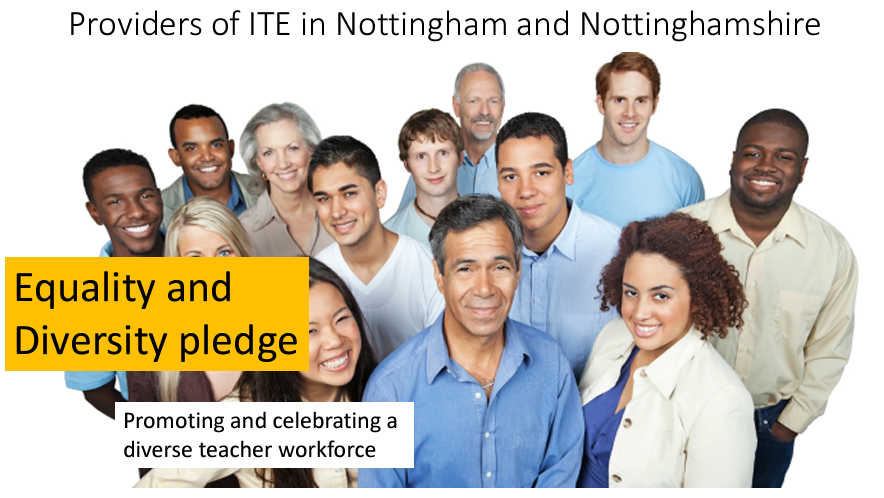 Providers of ITE in Nottingham and Nottinghamshire
Equality and
Diversity pledge
Promoting and celebrating a
diverse teacher workforce